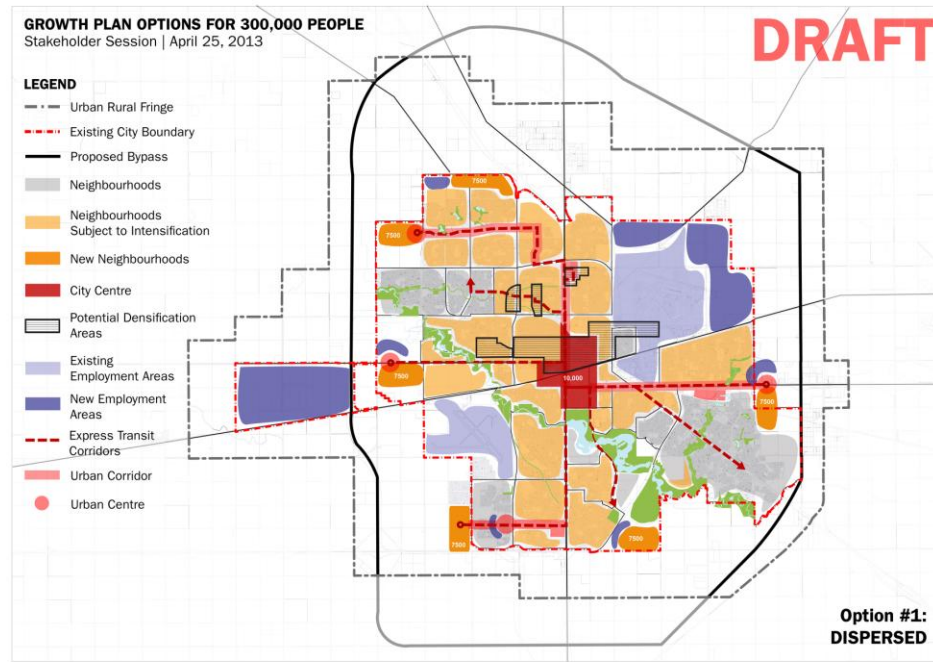 GROWTH PLAN OPTIONS FOR 300,000 PEOPLE
Stakeholder Session | April 25, 2013
DRAFT
LEGEND
Urban Rural Fringe
Existing City Boundary
Proposed Bypass
Neighbourhoods
Neighbourhoods
Subject to Intensification
New Neighbourhoods
City Centre
Potential Densification
Areas
Existing
Employment Areas
New Employment
Areas
Express Transit
Corridors
Urban Corridor
Urban Centre
7500
7500
7500
10,000
7500
7500
7500
Option #1:
DISPERSED